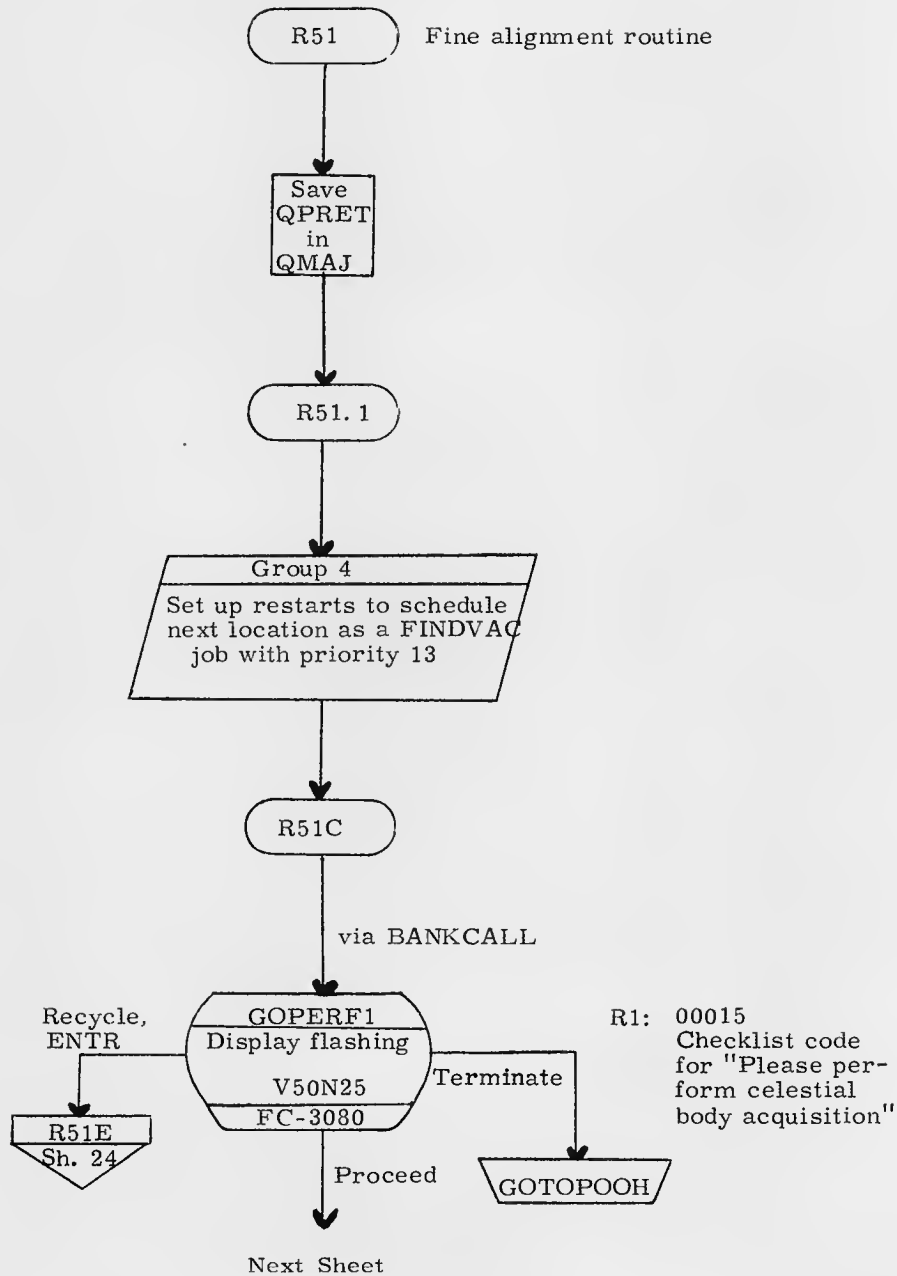 R51
Fine alignment routine
Save
QPRET
in
QMAJ
R51.1
Group 4
Set up restarts to schedule
next location as a FINDVAC
job with priority 13
R51C
via BANKCALL
Recycle,
ENTR
GOPERF1
Display flashing
V50N25
FC-3080
Terminate
R1: 00015
Checklist code
for "Please per-
form celestial
body acquisition"
R51E
Sh. 24
Proceed
GOTOPOOH
Next Sheet